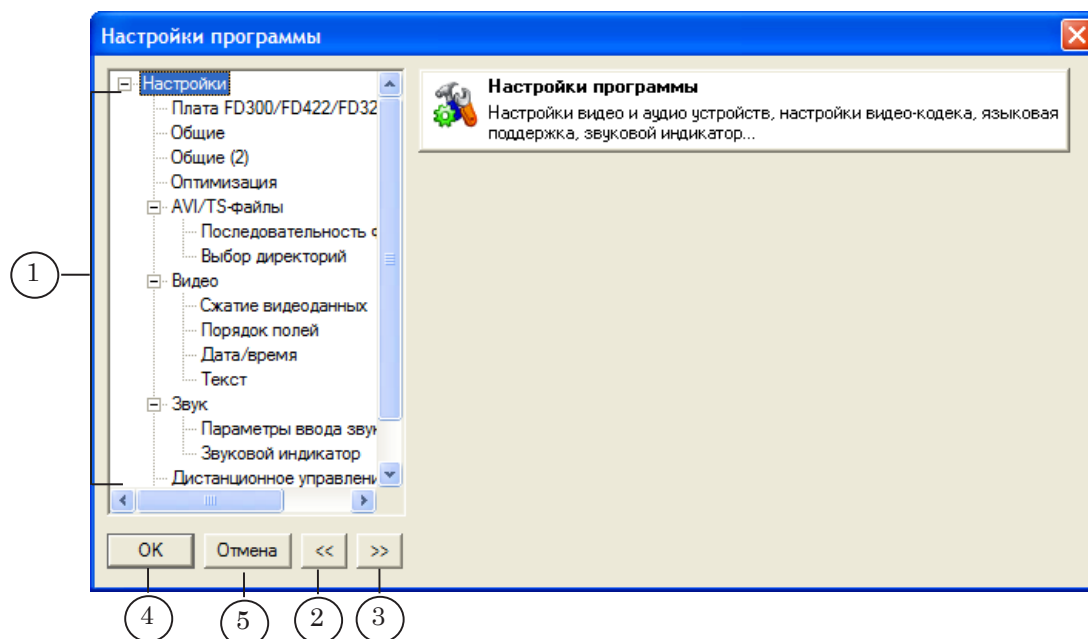 Настройки программы
Настройки
Плата FD300/FD422/FD32
Общие
Общие (2)
Оптимизация
AVI/TS-файлы
Последовательность
Выбор директорий
Видео
Сжатие видеоданных
Порядок полей
Дата/время
Текст
Звук
Параметры ввода зву
Звуковой индикатор
Дистанционное управлени
Настройки программы
Настройки видео и аудио устройств, настройки видео-кодека, языковая
поддержка, звуковой индикатор...
OK Отмена << >>
1
4 5 2 3